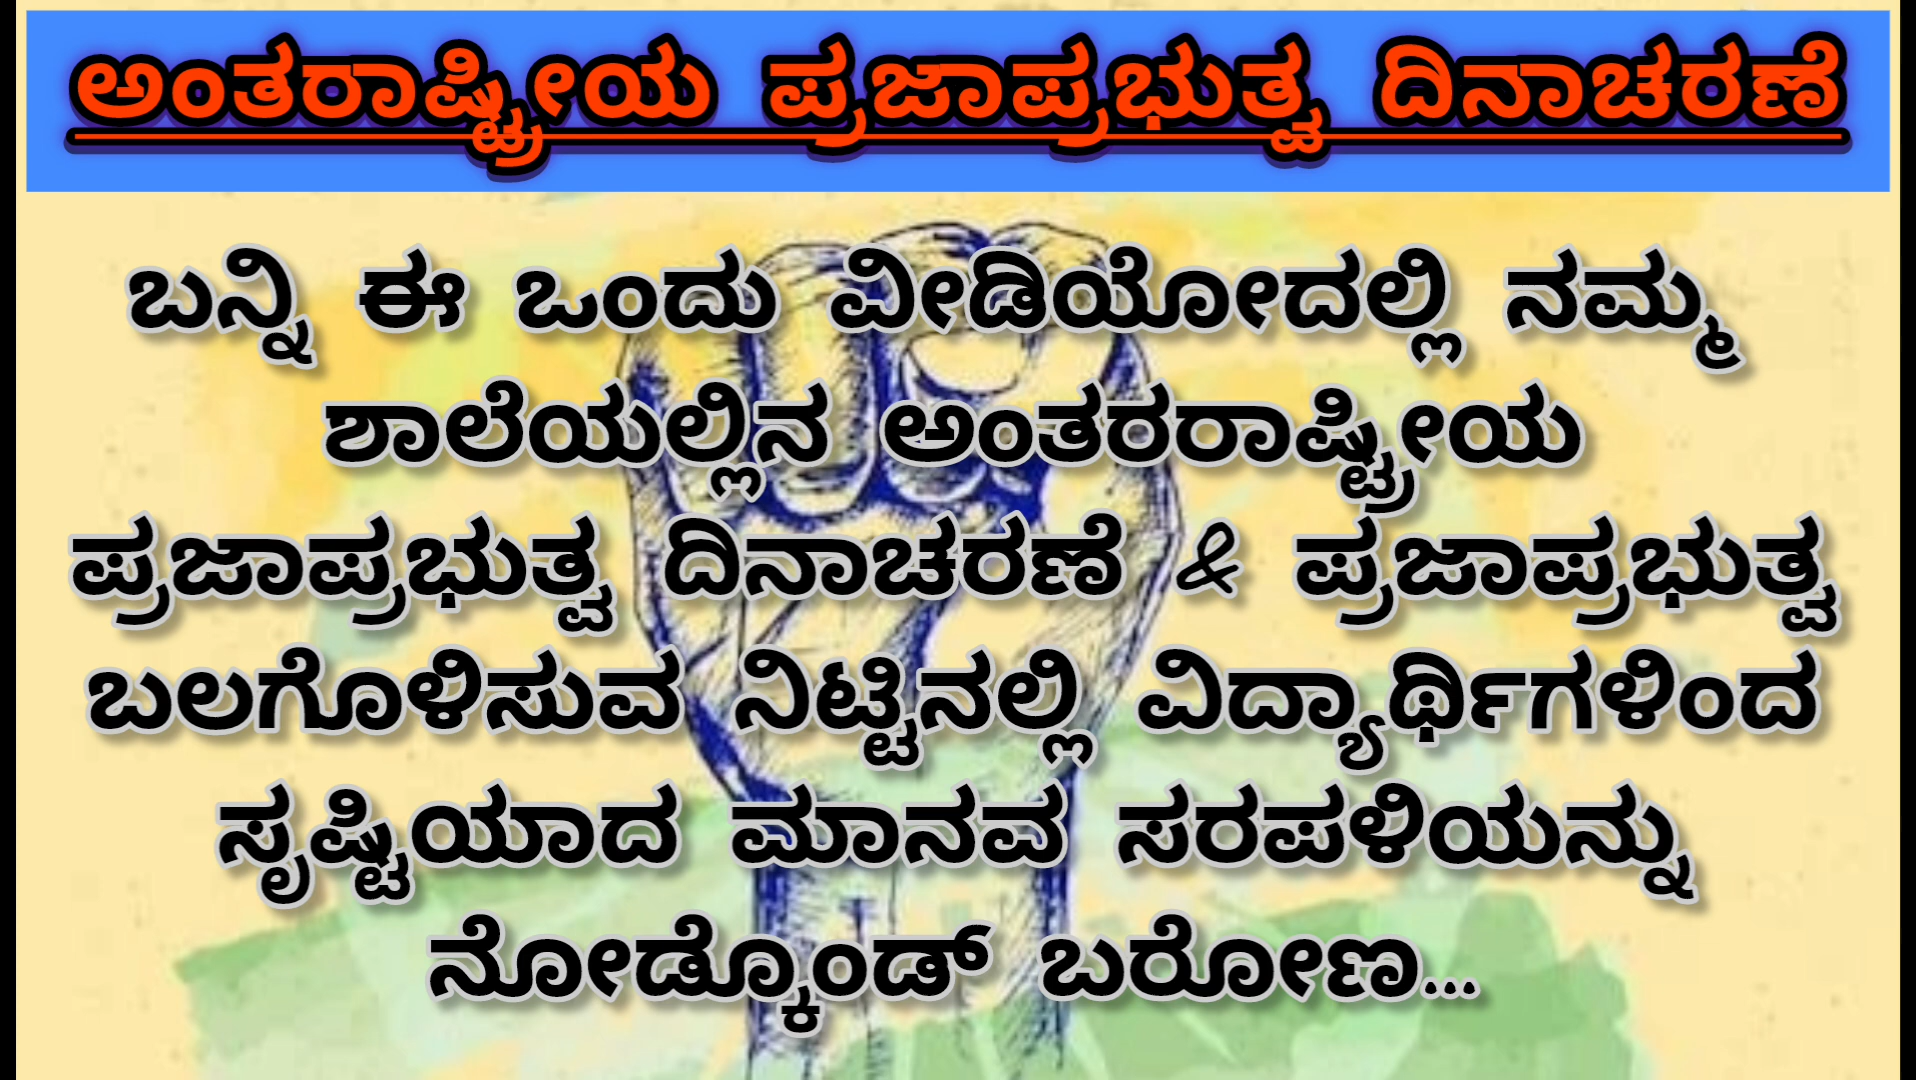 ಅಂತರಾಷ್ಟ್ರೀಯ ಪ್ರಜಾಪ್ರಭುತ್ವ ದಿನಾಚರಣೆ
ಬನ್ನಿ ಈ ಒಂದು ವೀಡಿಯೋದಲ್ಲಿ ನಮ್ಮ
ಶಾಲೆಯಲ್ಲಿನ ಅಂತರರಾಷ್ಟ್ರೀಯ
ಪ್ರಜಾಪ್ರಭುತ್ವ ದಿನಾಚರಣೆ & ಪ್ರಜಾಪ್ರಭುತ್ವ
ಬಲಗೊಳಿಸುವ ನಿಟ್ಟಿನಲ್ಲಿ ವಿದ್ಯಾರ್ಥಿಗಳಿಂದ
ಸೃಷ್ಟಿಯಾದ ಮಾನವ ಸರಪಳಿಯನ್ನು
ನೋಡ್ಕೊಂಡ್ ಬರೋಣ...